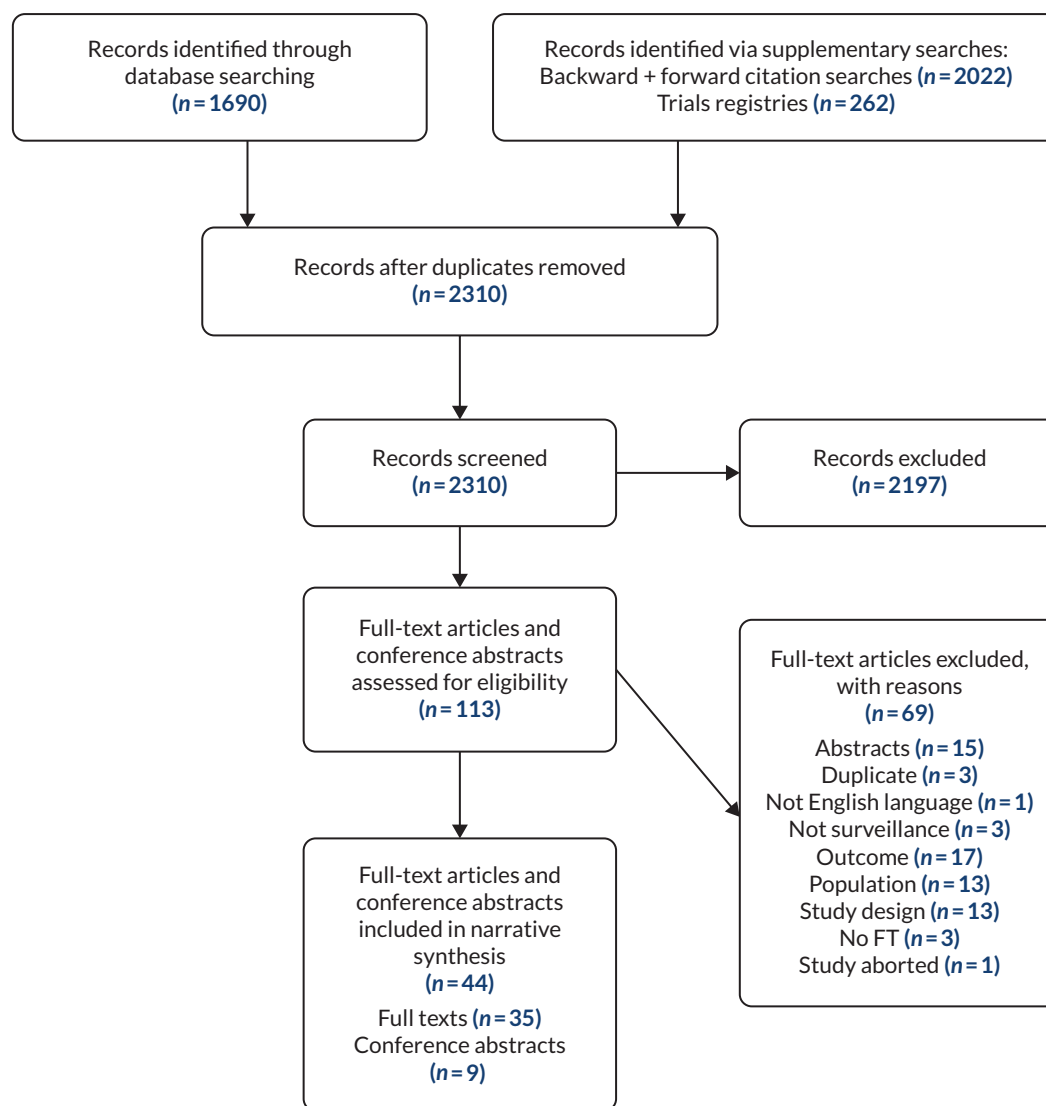 Records identified through
database searching
(n=1690)
Records identified via supplementary searches:
Backward + forward citation searches (n=2022)
Trials registries (n=262)
Records after duplicates removed
(n=2310)
Records screened
(n=2310)
Records excluded
(n=2197)
Full-text articles and
conference abstracts
assessed for eligibility
(n=113)
Full-text articles excluded,
with reasons
(n=69)
Abstracts (n=15)
Duplicate (n=3)
Not English language (n=1)
Not surveillance (n=3)
Outcome (n=17)
Population (n=13)
Study design (n=13)
No FT (n=3)
Study aborted (n=1)
Full-text articles and
conference abstracts
included in narrative
synthesis
(n=44)
Full texts (n=35)
Conference abstracts
(n=9)